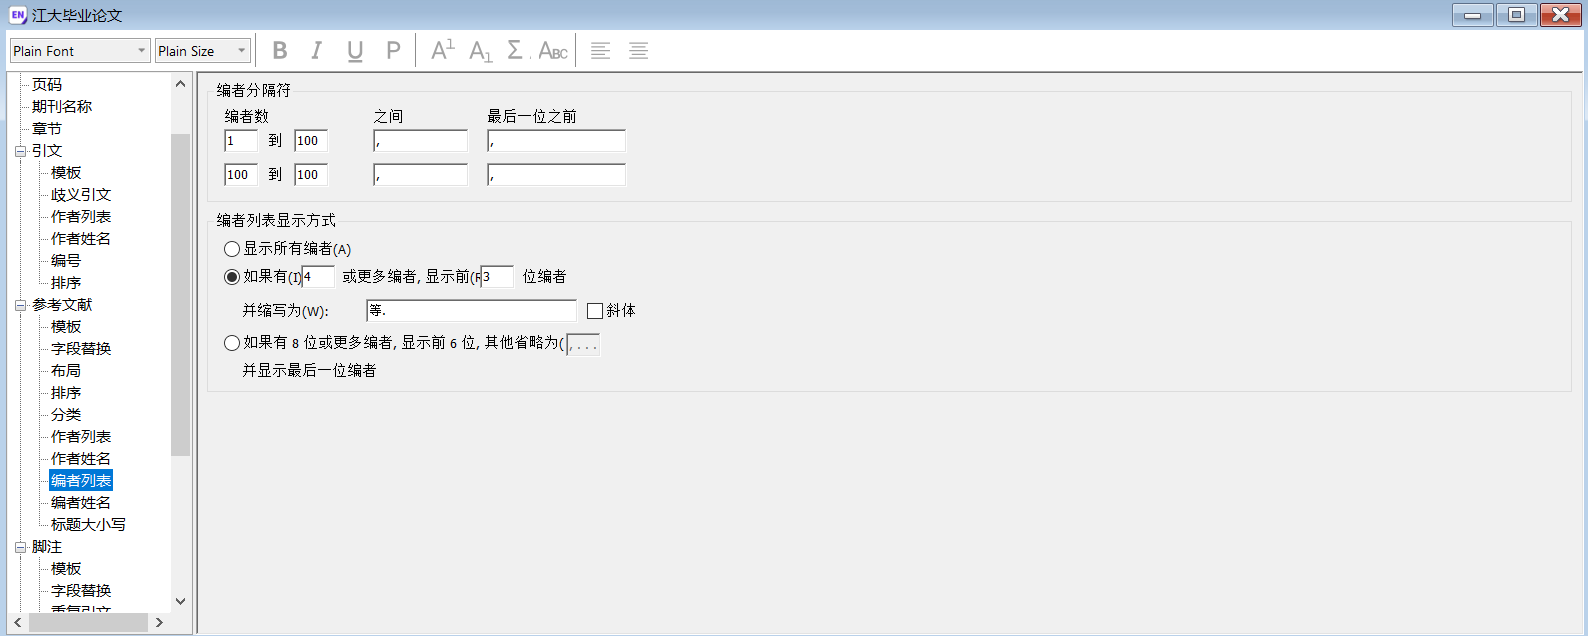 EN 江大毕业论文
Plain Font Plain Size B I U P A1 A1 Σ. ABC
页码
期刊名称
章节
引文
模板
歧义引文
作者列表
作者姓名
编号
排序
参考文献
模板
字段替换
布局
排序
分类
作者列表
作者姓名
编者列表
编者姓名
标题大小写
脚注
模板
字段替换
重复引文
编者分隔符
编者数 之间 最后一位之前
1 到 100 , ,
100 到 100 , ,
编者列表显示方式
显示所有编者(A)
如果有(I) 4 或更多编者, 显示前(F 3 位编者
并缩写为(W): 等. 斜体
如果有 8 位或更多编者, 显示前 6 位, 其他省略为( ,...
并显示最后一位编者